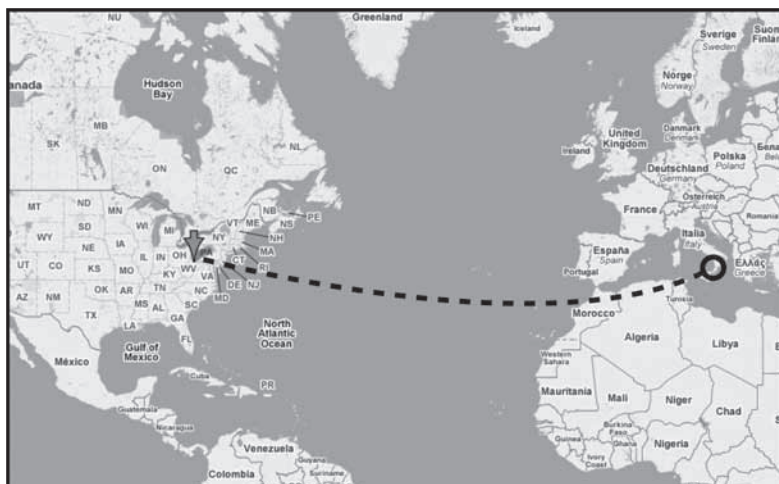 NU
Greenland
Iceland
Sverige
Sweden
Suomi
Finland
Norge
Norway
Hudson
Bay
anada
MB
SK
ON
QC
NL
United
Kingdom
Ireland
Danmark
Denmark
Polska
Poland
Deutschland
Germany
Österreich
Austria
France
Romania
Italia
Italy
España
Spain
Portugal
Ελλάς
Greece
MT
ND
MN
WI
MI
VT
ME
NB
PE
NS
NH
MA
CT
RI
NY
PA
NJ
DE
MD
WY
SD
NE
IA
IL
IN
OH
WV
VA
KY
UT
CO
KS
MO
TN
NC
SC
AZ
NM
OK
AR
MS
AL
GA
TX
LA
FL
Gulf of
Mexico
México
North
Atlantic
Ocean
Cuba
PR
Guatemala
Nicaragua
Venezuela
Colombia
Guyana
Suriname
Morocco
Tunisia
Algeria
Libya
Western
Sahara
Mauritania
Mali
Niger
Chad
Burkina
Faso
Guinea
Ghana
Ivory
Coast
Nigeria